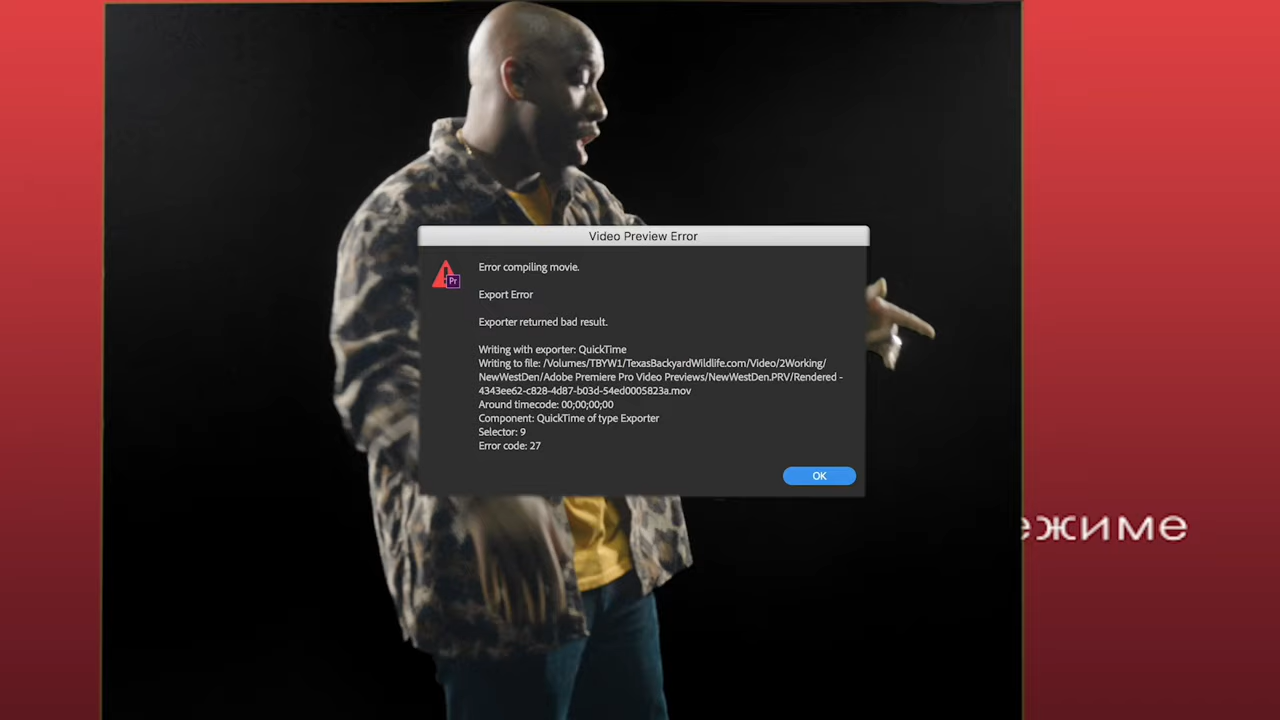 Video Preview Error
Error compiling movie.
Pr
Export Error
Exporter returned bad result.
Writing with exporter: QuickTime
Writing to file: /Volumes/TBYW1/TexasBackyardWildlife.com/Video/2Working/
NewWestDen/Adobe Premiere Pro Video Previews/NewWestDen.PRV/Rendered -
4343ee62-c828-4d87-b03d-54ed0005823a.mov
Around timecode: 00;00;00;00
Component: QuickTime of type Exporter
Selector: 9
Error code: 27
OK
ежиме